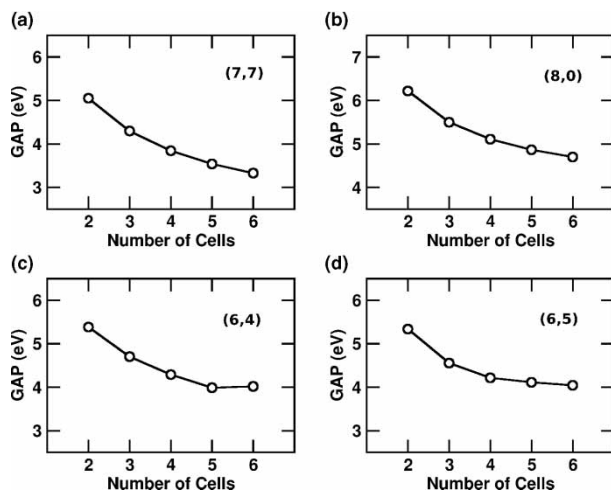 (a)
GAP (eV)
6
5
4
3
(7,7)
2 3 4 5 6
Number of Cells
(b)
GAP (eV)
7
6
5
4
(8,0)
2 3 4 5 6
Number of Cells
(c)
GAP (eV)
6
5
4
3
(6,4)
2 3 4 5 6
Number of Cells
(d)
GAP (eV)
6
5
4
3
(6,5)
2 3 4 5 6
Number of Cells